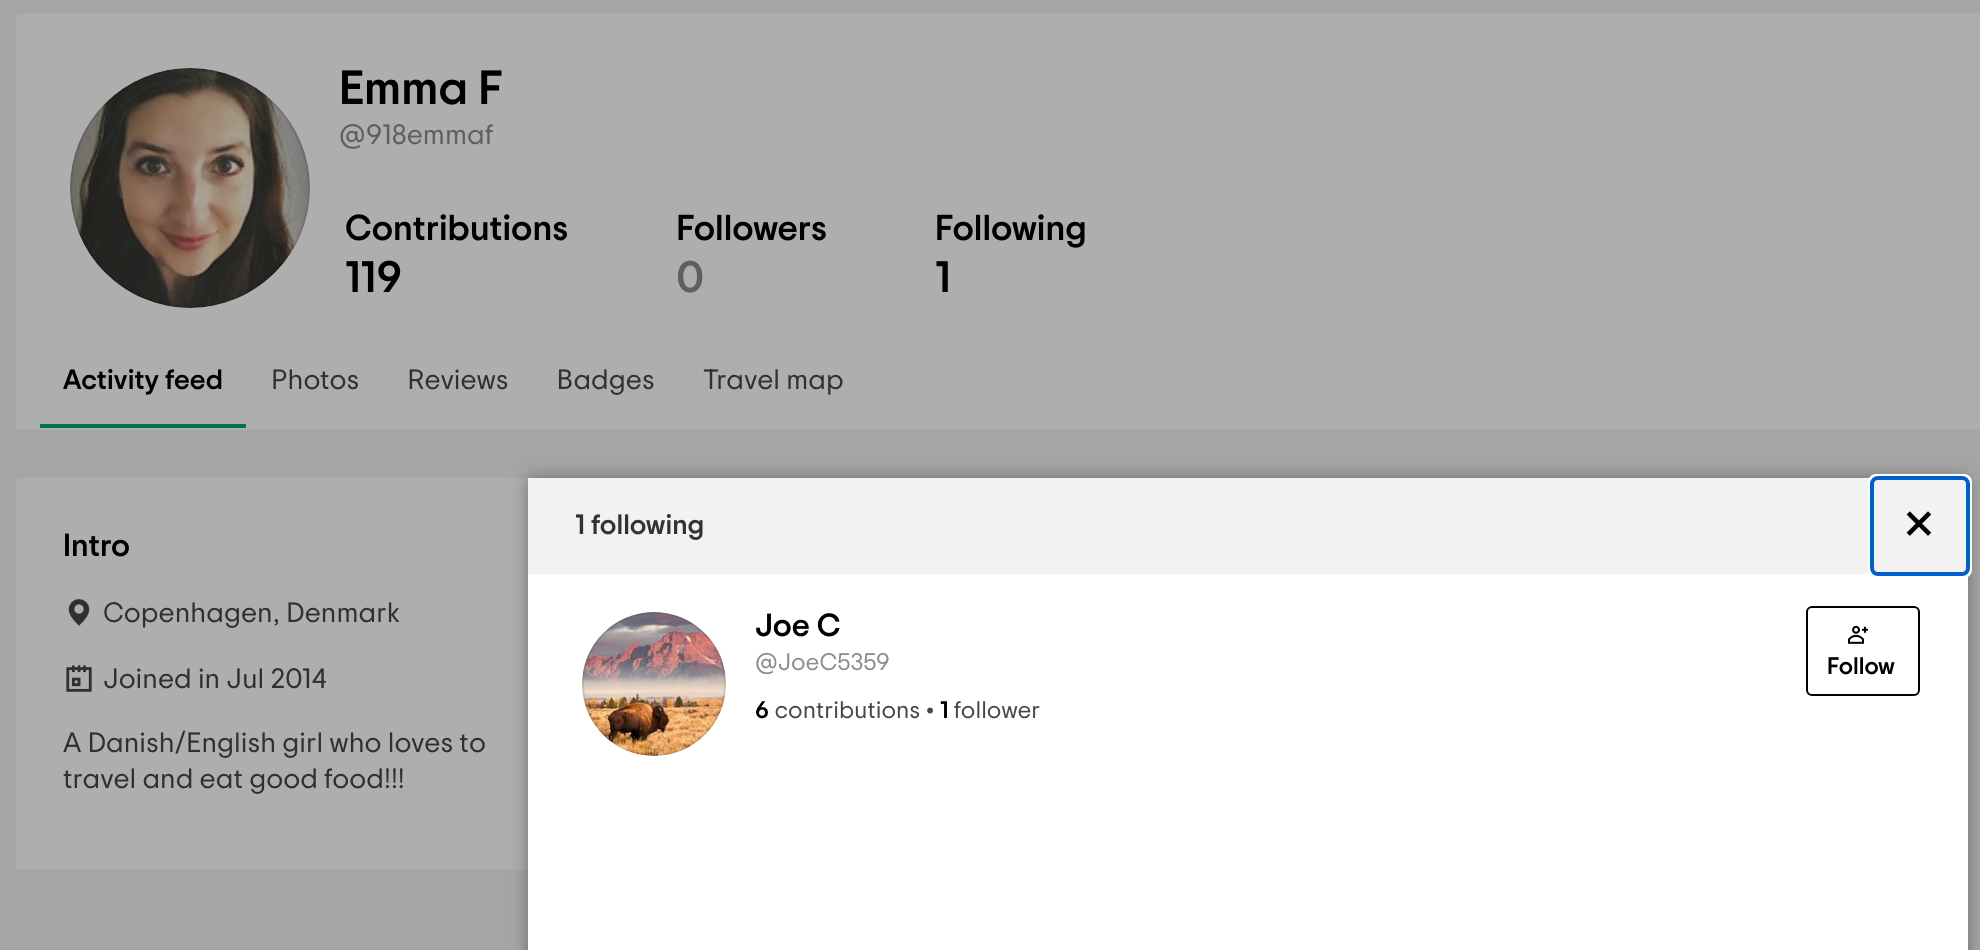 Emma F
@918emmaf
Contributions
119
Followers
0
Following
1
Activity feed
Photos
Reviews
Badges
Travel map
Intro
Copenhagen, Denmark
Joined in Jul 2014
A Danish/English girl who loves to
travel and eat good food!!!
1 following
Joe C
@JoeC5359
6 contributions • 1 follower
Follow